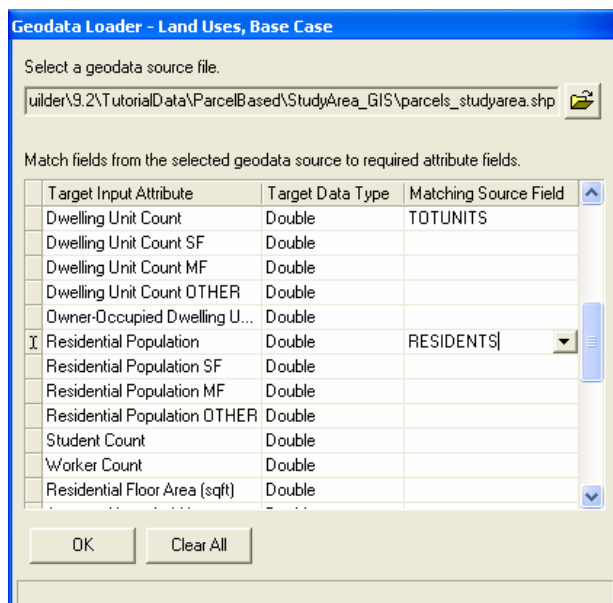 Geodata Loader - Land Uses, Base Case
Select a geodata source file.
uilder\9.2\TutorialData\ParcelBased\StudyArea_GIS\parcels_studyarea.shp
Match fields from the selected geodata source to required attribute fields.
Target Input Attribute Target Data Type Matching Source Field
Dwelling Unit Count Double TOTUNITS
Dwelling Unit Count SF Double
Dwelling Unit Count MF Double
Dwelling Unit Count OTHER Double
Owner-Occupied Dwelling U... Double
Residential Population Double RESIDENTS
Residential Population SF Double
Residential Population MF Double
Residential Population OTHER Double
Student Count Double
Worker Count Double
Residential Floor Area (sqft) Double
OK Clear All